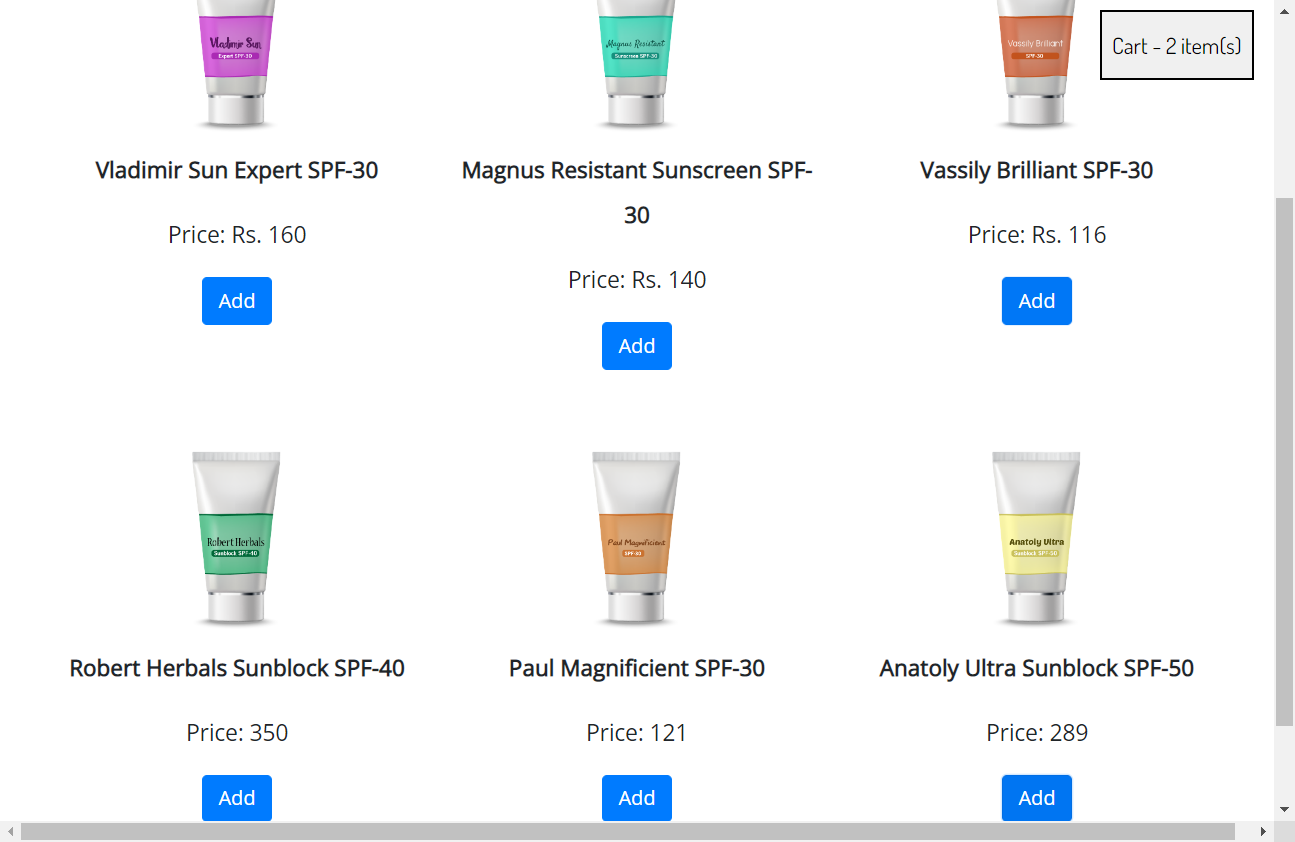 Vladimir Sun
Expert SPF-30
Magnus Resistant
Sunscreen SPF-30
Vassily Brilliant
SPF-30
Cart - 2 item(s)
Vladimir Sun Expert SPF-30
Magnus Resistant Sunscreen SPF-
30
Vassily Brilliant SPF-30
Price: Rs. 160
Price: Rs. 140
Price: Rs. 116
Add
Add
Add
Robert Herbals
Sunblock SPF-40
Paul Magnificient
SPF-30
Anatoly Ultra
Sunblock SPF-50
Robert Herbals Sunblock SPF-40
Paul Magnificient SPF-30
Anatoly Ultra Sunblock SPF-50
Price: 350
Price: 121
Price: 289
Add
Add
Add